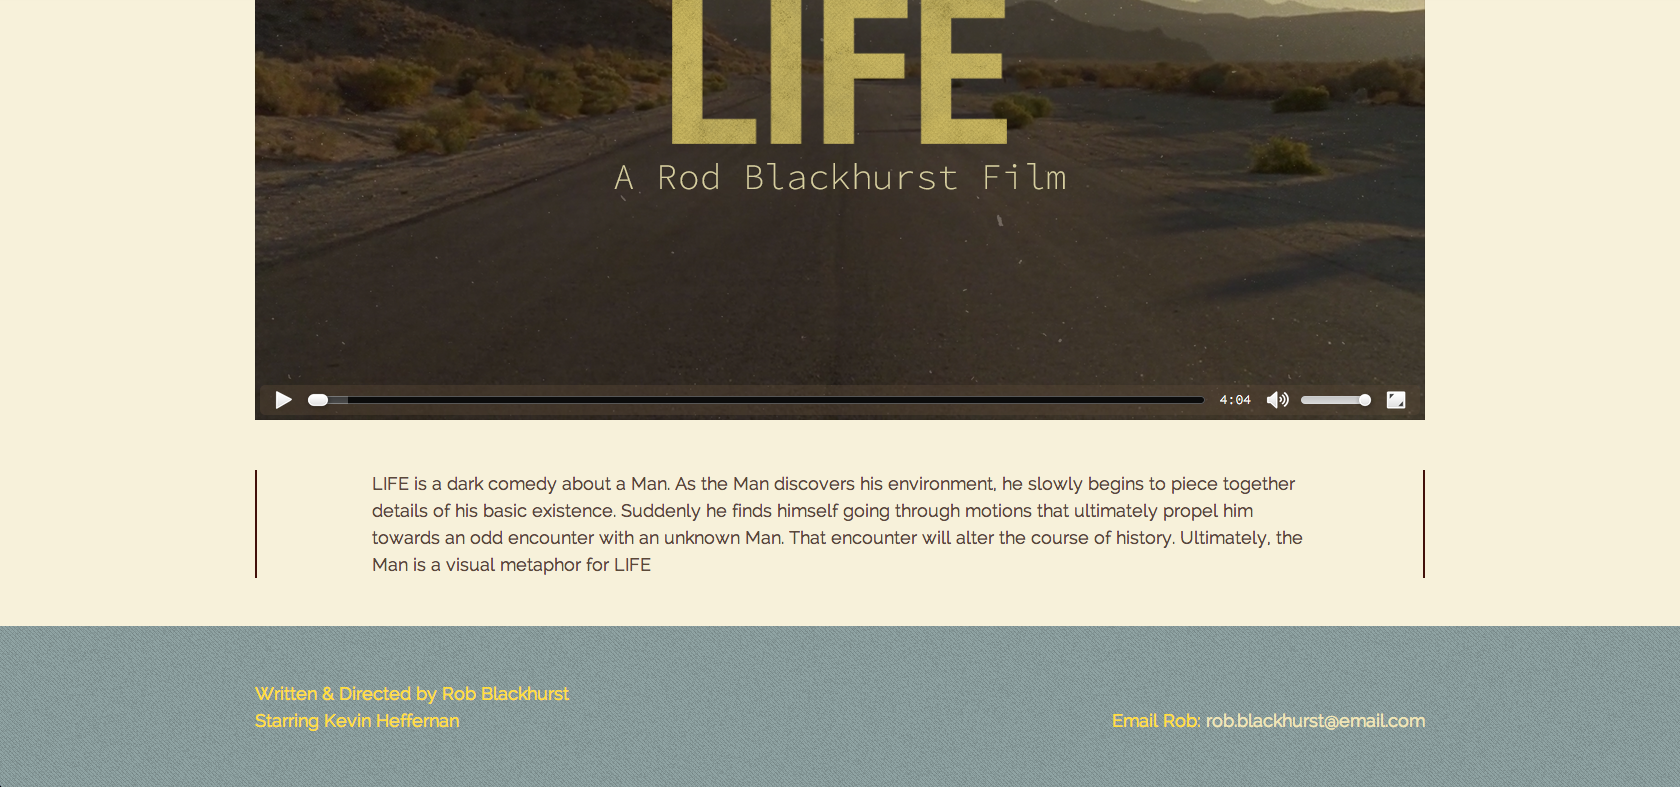 LIFE
A Rod Blackhurst Film
4:04
LIFE is a dark comedy about a Man. As the Man discovers his environment, he slowly begins to piece together
details of his basic existence. Suddenly he finds himself going through motions that ultimately propel him
towards an odd encounter with an unknown Man. That encounter will alter the course of history. Ultimately, the
Man is a visual metaphor for LIFE
Written & Directed by Rob Blackhurst
Starring Kevin Heffernan
Email Rob: rob.blackhurst@email.com